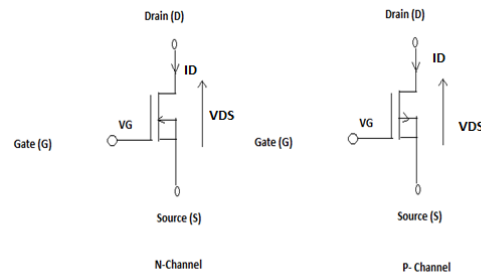 Drain (D)
ID
VDS
VG
Gate (G)
Source (S)
N-Channel
Drain (D)
ID
VDS
VG
Gate (G)
Source (S)
P- Channel